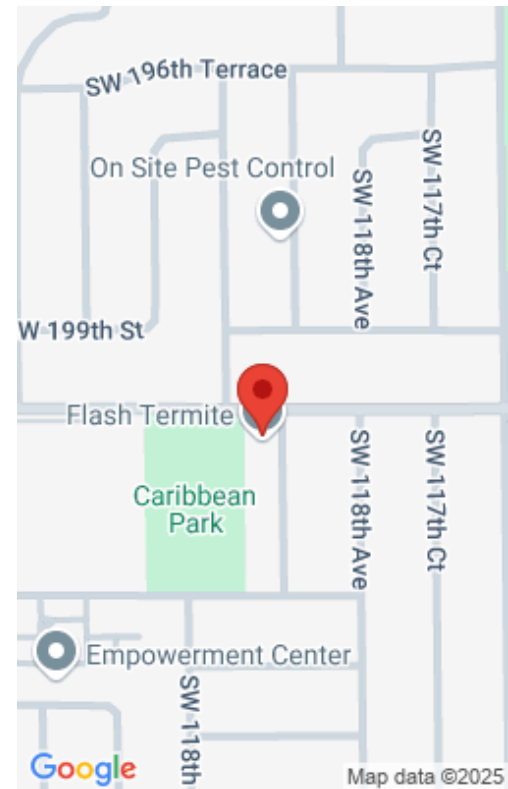 SW 196th Terrace
On Site Pest Control
SW 118th Ave
SW 117th Ct
W 199th St
Flash Termite
Caribbean
Park
SW 118th Ave
SW 117th Ct
Empowerment Center
SW 118th
Google
Map data ©2025